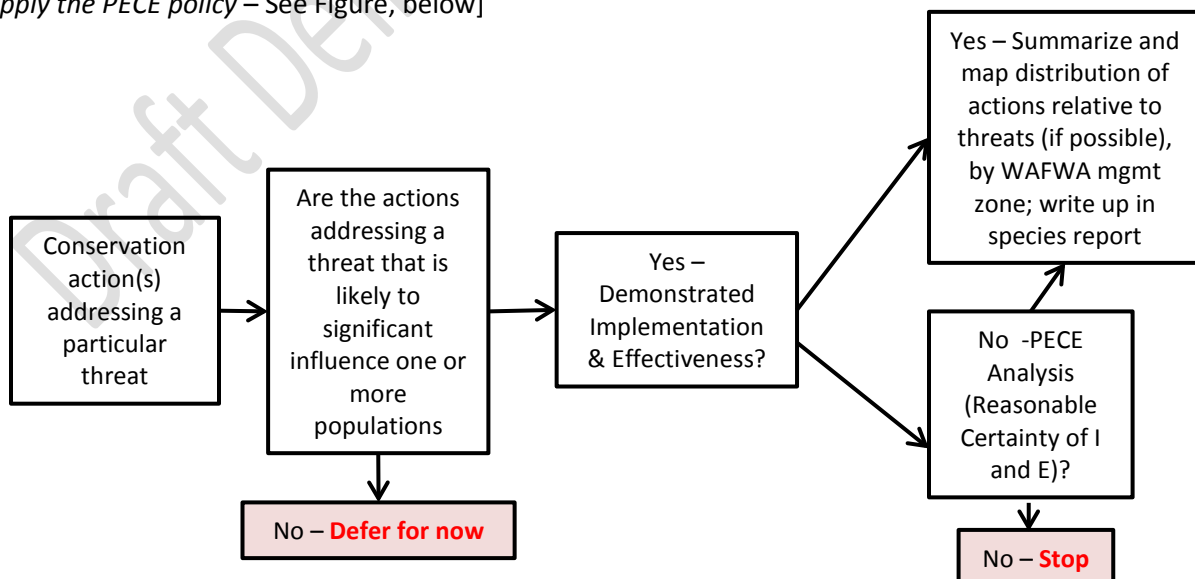 apply the PECE policy – See Figure, below]
Draft De
Conservation
action(s)
addressing a
particular
threat
Are the actions
addressing a
threat that is
likely to
significant
influence one or
more
populations
No – Defer for now
Yes –
Demonstrated
Implementation
& Effectiveness?
Yes – Summarize and
map distribution of
actions relative to
threats (if possible),
by WAFWA mgmt
zone; write up in
species report
No  -PECE
Analysis
(Reasonable
Certainty of I
and E)?
No – Stop